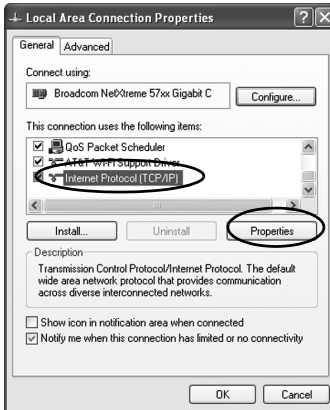 Local Area Connection Properties
General Advanced
Connect using:
Broadcom NetXtreme 57xx Gigabit C
Configure...
This connection uses the following items:
QoS Packet Scheduler
AT&T Wi-Fi Support Driver
Internet Protocol (TCP/IP)
Install... Uninstall Properties
Description
Transmission Control Protocol/Internet Protocol. The default
wide area network protocol that provides communication
across diverse interconnected networks.
Show icon in notification area when connected
Notify me when this connection has limited or no connectivity
OK Cancel